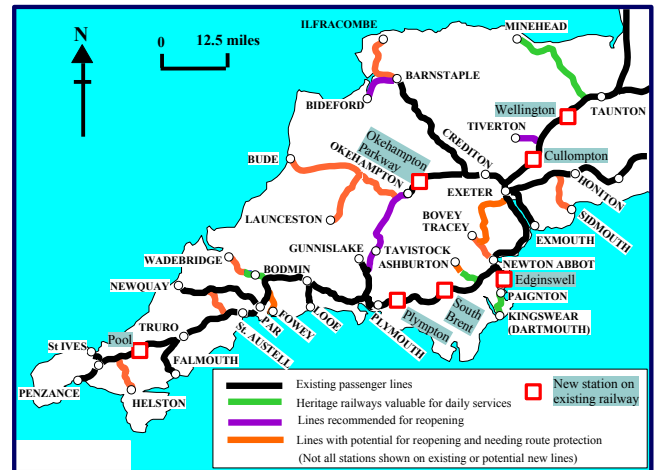 ILFRACOMBE
MINEHEAD
N
0 12.5 miles
BARNSTAPLE
BIDEFORD
Wellington
TAUNTON
TIVERTON
Okehampton
Parkway
OKEHAMPTON
CREDITON
Cullompton
BUDE
EXETER
HONITON
LAUNCESTON
BOVEY
TRACEY
SIDMOUTH
GUNNISLAKE
TAVISTOCK
EXMOUTH
WADEBRIDGE
ASHBURTON
NEWTON ABBOT
BODMIN
Edginswell
NEWQUAY
PAIGNTON
South
Brent
KINGSWEAR
(DARTMOUTH)
Plympton
PLYMOUTH
LOOE
FOWEY
PAR
TRURO
St. AUSTELL
Pool
St IVES
FALMOUTH
PENZANCE
HELSTON
Existing passenger lines
Heritage railways valuable for daily services
Lines recommended for reopening
Lines with potential for reopening and needing route protection
(Not all stations shown on existing or potential new lines)
New station on
existing railway